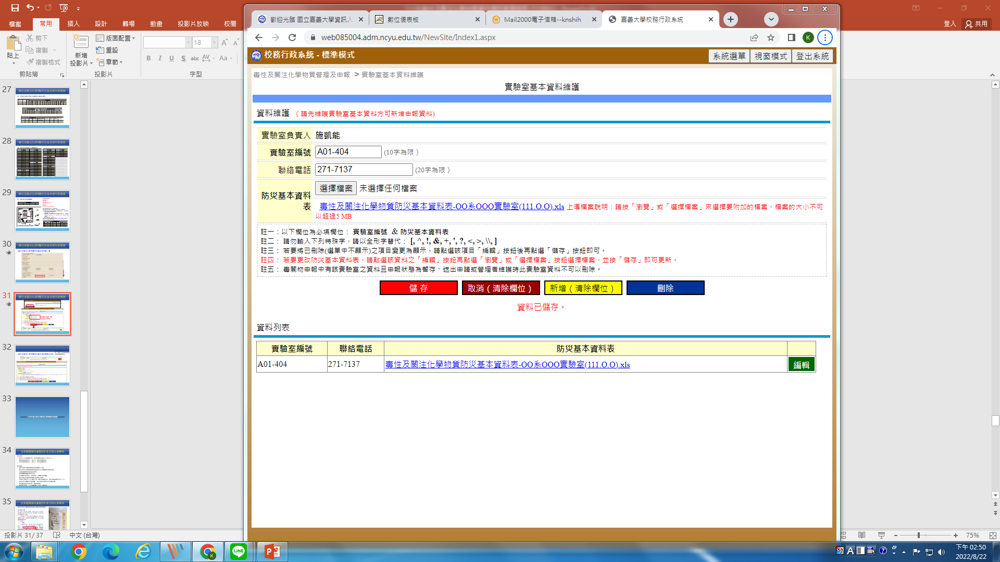 檔案 常用 插入 設計 轉場 動畫 投影片放映 校閱
登入 共用
貼上 剪下 複製 複製格式 剪貼簿
新增 投影片 版面配置 重設 章節 投影片
18
B I U S abc AV Aa 字型
歡迎光臨 國立嘉義大學資訊入
數位儀表板
Mail2000電子信箱--knshih
嘉義大學校務行政系統
web085004.adm.ncyu.edu.tw/NewSite/Index1.aspx
K
校務行政系統 - 標準模式
系統選單 視窗模式 登出系統
毒性及關注化學物質管理及申報 > 實驗室基本資料維護
實驗室基本資料維護
資料維護 ( 請先維護實驗室基本資料方可新增申報資料)
實驗室負責人 施凱能
實驗室編號 A01-404 (10字為限 )
聯絡電話 271-7137 (20字為限 )
防災基本資料表 選擇檔案 未選擇任何檔案
毒性及關注化學物質防災基本資料表-OO系OOO實驗室(111.O.O).xls 上傳檔案說明：請按「瀏覽」或「選擇檔案」來選擇要附加的檔案，檔案的大小不可
以超過5 MB
註一：以下欄位為必填欄位： 實驗室編號 & 防災基本資料表
註二： 請勿輸入下列特殊字，請以全形字替代： [, ^, !, &, +, ', ?, <, >, \\, ]
註三： 若要將已刪除(選單中不顯示)之項目變更為顯示，請點選該項目「編輯」按鈕後再點選「儲存」按鈕即可。
註四： 若要更改防災基本資料表，請點選該資料之「編輯」按鈕再點選「瀏覽」或「選擇檔案」按鈕選擇檔案，並按「儲存」即可更新。
註五： 毒關物申報中有該實驗室之資料且申報狀態為暫存、送出申請或管理者維護時此實驗室資料不可以刪除。
儲 存 取消（清除欄位） 新增（清除欄位） 刪除
資料已儲存。
資料列表
實驗室編號 聯絡電話 防災基本資料表
A01-404 271-7137 毒性及關注化學物質防災基本資料表-OO系OOO實驗室(111.O.O).xls 編輯
27
28
29
30
31
32
33
34
35
投影片 31/ 37 中文 (台灣)
75%
LINE
下午 02:50
2022/8/22